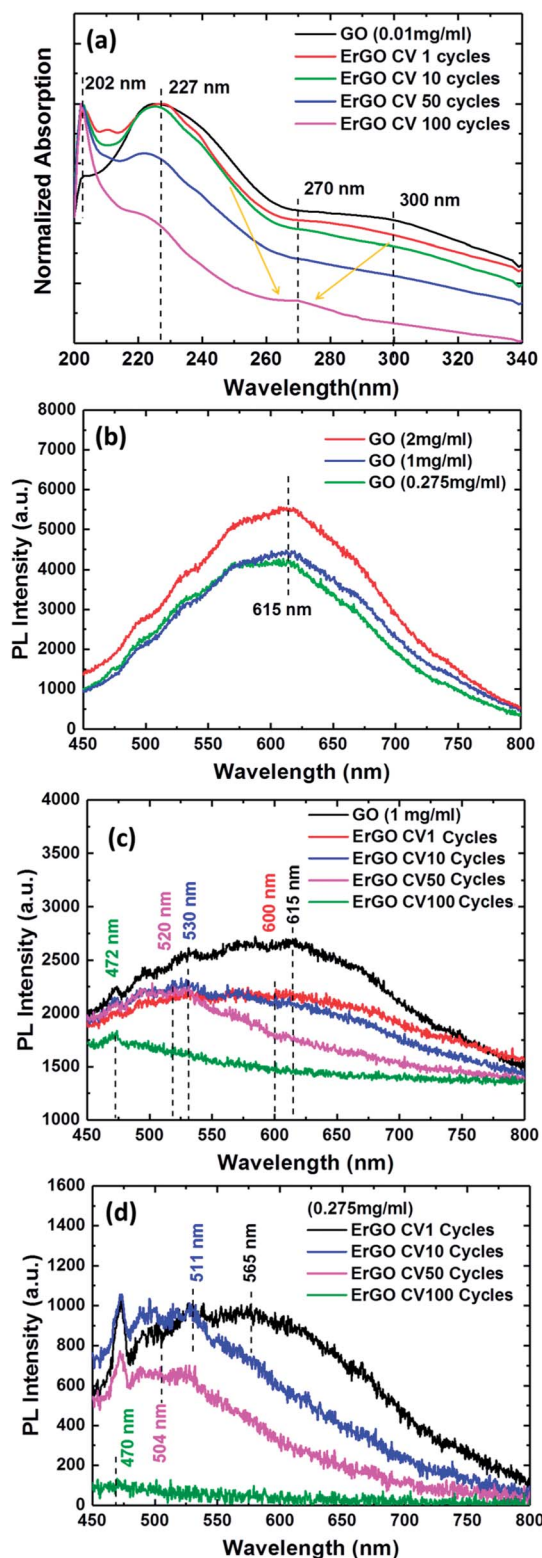 (a)
GO (0.01mg/ml)
ErGO CV 1 cycles
ErGO CV 10 cycles
ErGO CV 50 cycles
ErGO CV 100 cycles
202 nm
227 nm
270 nm
300 nm
Normalized Absorption
200 220 240 260 280 300 320 340
Wavelength(nm)
(b)
GO (2mg/ml)
GO (1mg/ml)
GO (0.275mg/ml)
615 nm
PL Intensity (a.u.)
8000
7000
6000
5000
4000
3000
2000
1000
0
450 500 550 600 650 700 750 800
Wavelength (nm)
(c)
GO (1 mg/ml)
ErGO CV1 Cycles
ErGO CV10 Cycles
ErGO CV50 Cycles
ErGO CV100 Cycles
472 nm
520 nm
530 nm
600 nm
615 nm
PL Intensity (a.u.)
4000
3500
3000
2500
2000
1500
1000
450 500 550 600 650 700 750 800
Wavelength (nm)
(d)
(0.275mg/ml)
ErGO CV1 Cycles
ErGO CV10 Cycles
ErGO CV50 Cycles
ErGO CV100 Cycles
511 nm
565 nm
470 nm
504 nm
PL Intensity (a.u.)
1600
1400
1200
1000
800
600
400
200
0
450 500 550 600 650 700 750 800
Wavelength (nm)